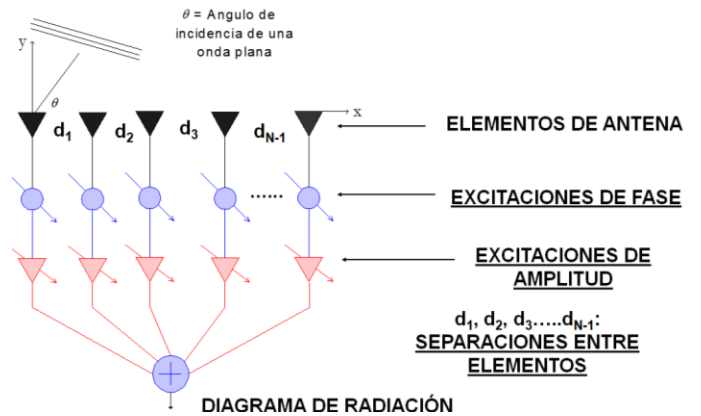 θ = Angulo de
incidencia de una
onda plana
y
θ
x
d1 d2 d3 dN-1
ELEMENTOS DE ANTENA
......
EXCITACIONES DE FASE
EXCITACIONES DE
AMPLITUD
d1, d2, d3.....dN-1:
SEPARACIONES ENTRE
ELEMENTOS
+
DIAGRAMA DE RADIACIÓN